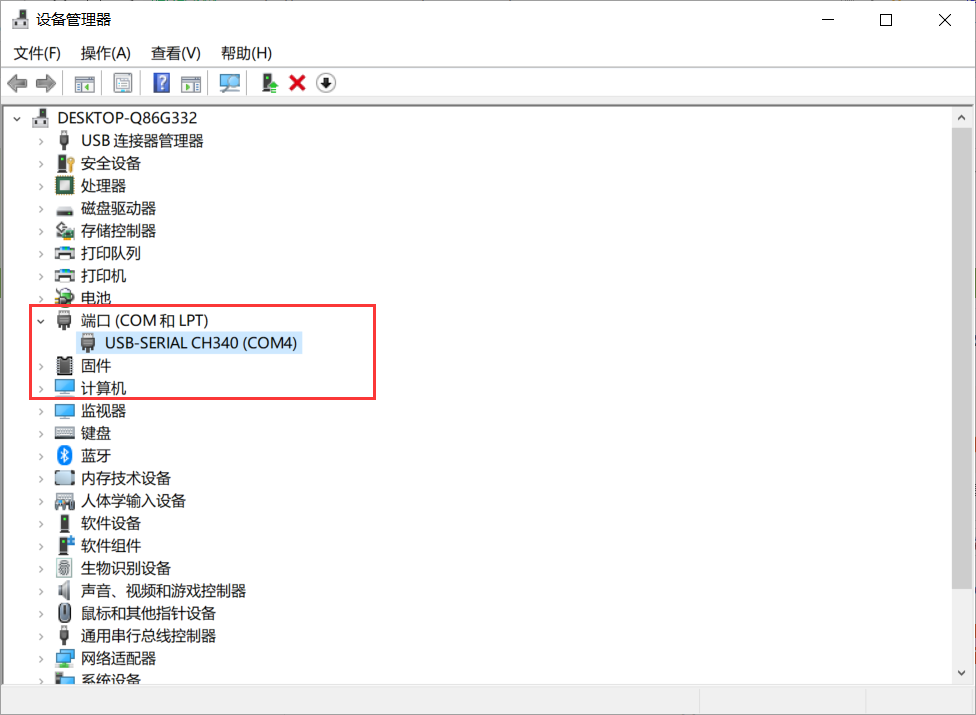 设备管理器
文件(F) 操作(A) 查看(V) 帮助(H)
DESKTOP-Q86G332
USB 连接器管理器
安全设备
处理器
磁盘驱动器
存储控制器
打印队列
打印机
电池
端口 (COM 和 LPT)
USB-SERIAL CH340 (COM4)
固件
计算机
监视器
键盘
蓝牙
内存技术设备
人体学输入设备
软件设备
软件组件
生物识别设备
声音、视频和游戏控制器
鼠标和其他指针设备
通用串行总线控制器
网络适配器
系统设备